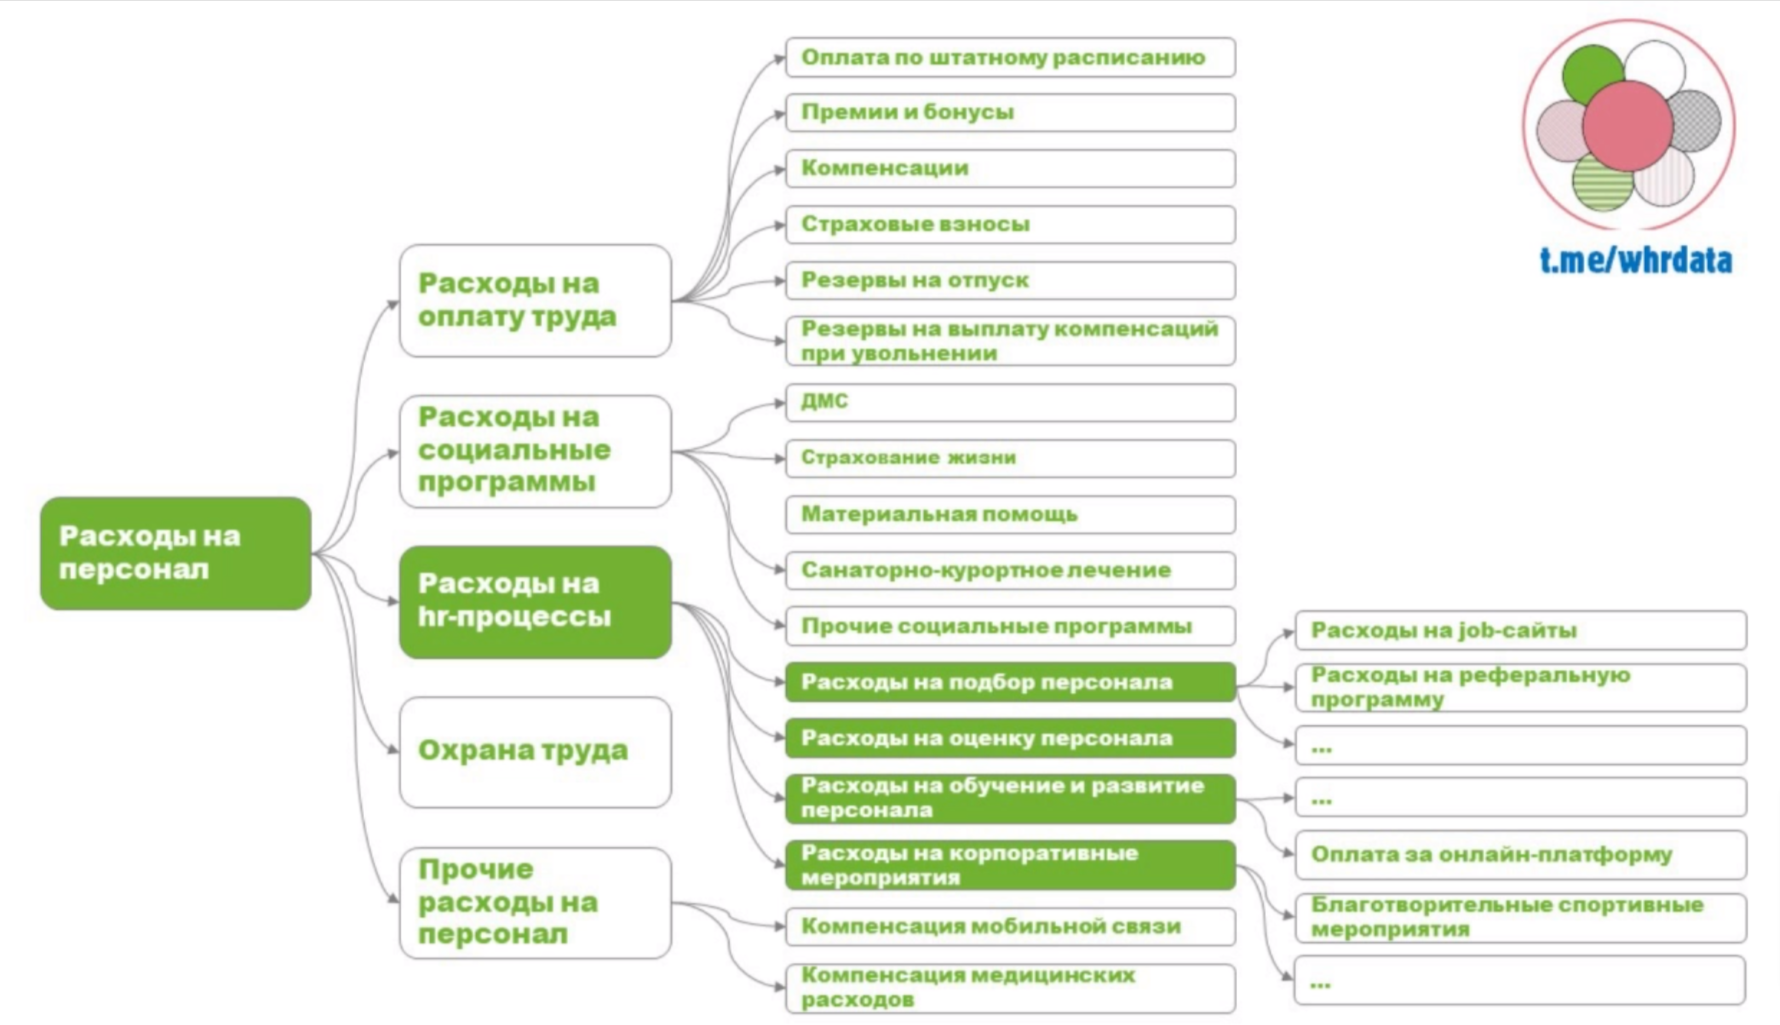 Расходы на
персонал
Расходы на
оплату труда
Расходы на
социальные
программы
Расходы на
hr-процессы
Охрана труда
Прочие
расходы на
персонал
Оплата по штатному расписанию
Премии и бонусы
Компенсации
Страховые взносы
Резервы на отпуск
Резервы на выплату компенсаций
при увольнении
ДМС
Страхование жизни
Материальная помощь
Санаторно-курортное лечение
Прочие социальные программы
Расходы на подбор персонала
Расходы на оценку персонала
Расходы на обучение и развитие
персонала
Расходы на корпоративные
мероприятия
Компенсация мобильной связи
Компенсация медицинских
расходов
Расходы на job-сайты
Расходы на реферальную
программу
...
...
Оплата за онлайн-платформу
Благотворительные спортивные
мероприятия
...
t.me/whrdata